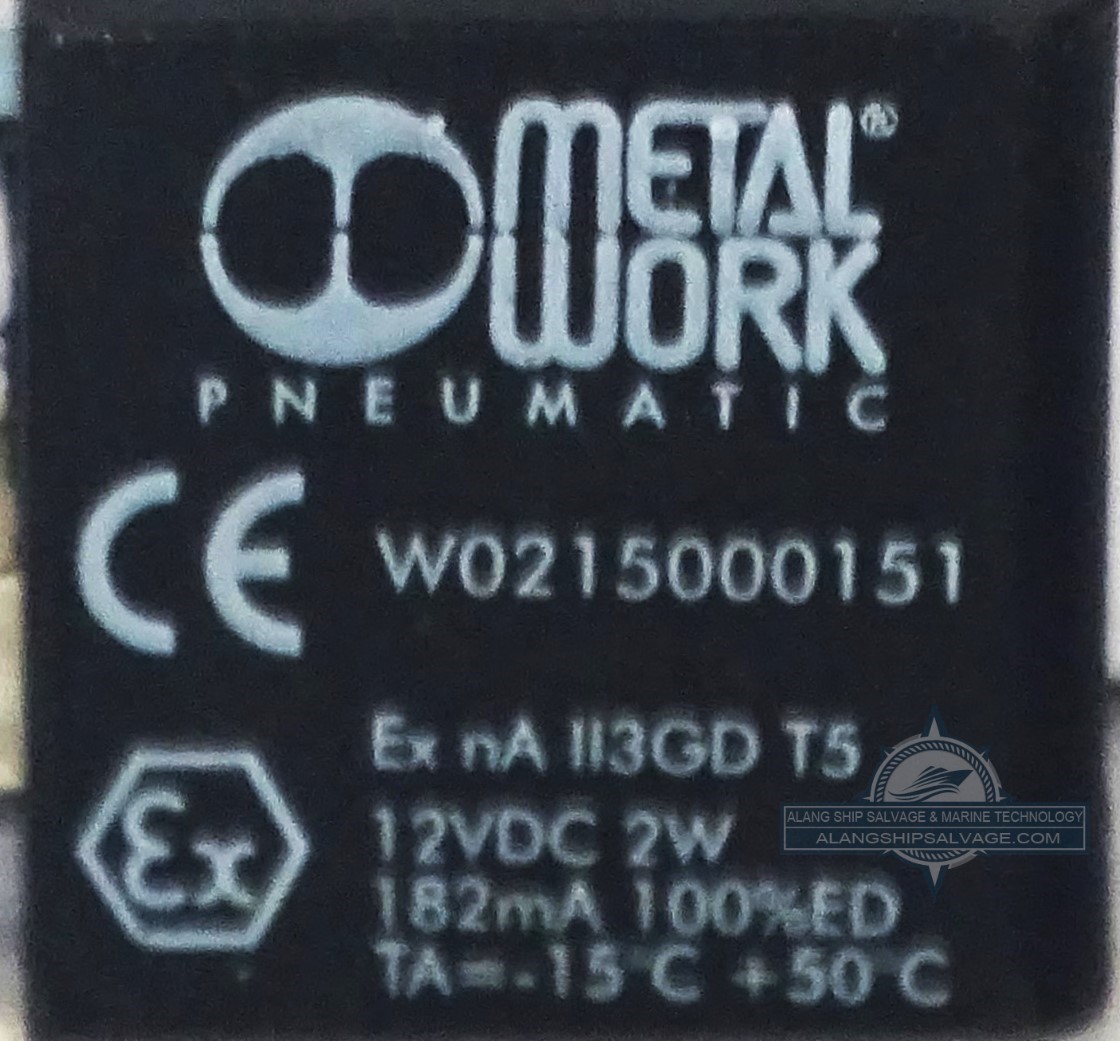 METAL®
WORK
PNEUMATIC
CE W0215000151
Ex nA II3GD T5
Ex
12VDC 2W
182mA 100%ED
TA=-15°C +50°C
ALANG SHIP SALVAGE & MARINE TECHNOLOGY
ALANGSHIPSALVAGE.COM